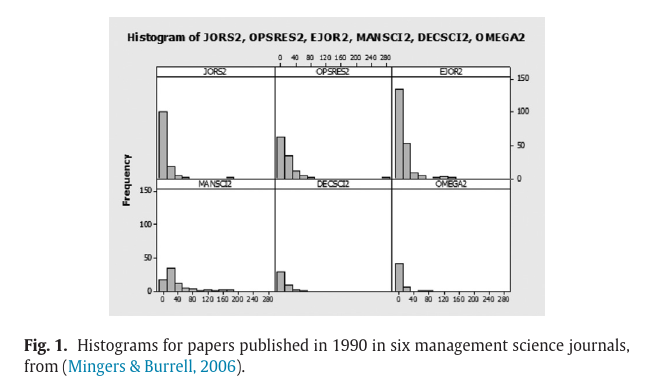 Histogram of JORS2, OPSRES2, EJOR2, MANSCI2, DECSCI2, OMEGA2
0 40 80 120 160 200 240 280
JORS2 OPSRES2 EJOR2
150
100
50
0
Frequency
MANSCI2 DECSCI2 OMEGA2
150
100
50
0
0 40 80 120 160 200 240 280 0 40 80 120 160 200 240 280
Fig. 1. Histograms for papers published in 1990 in six management science journals,
from (Mingers & Burrell, 2006).